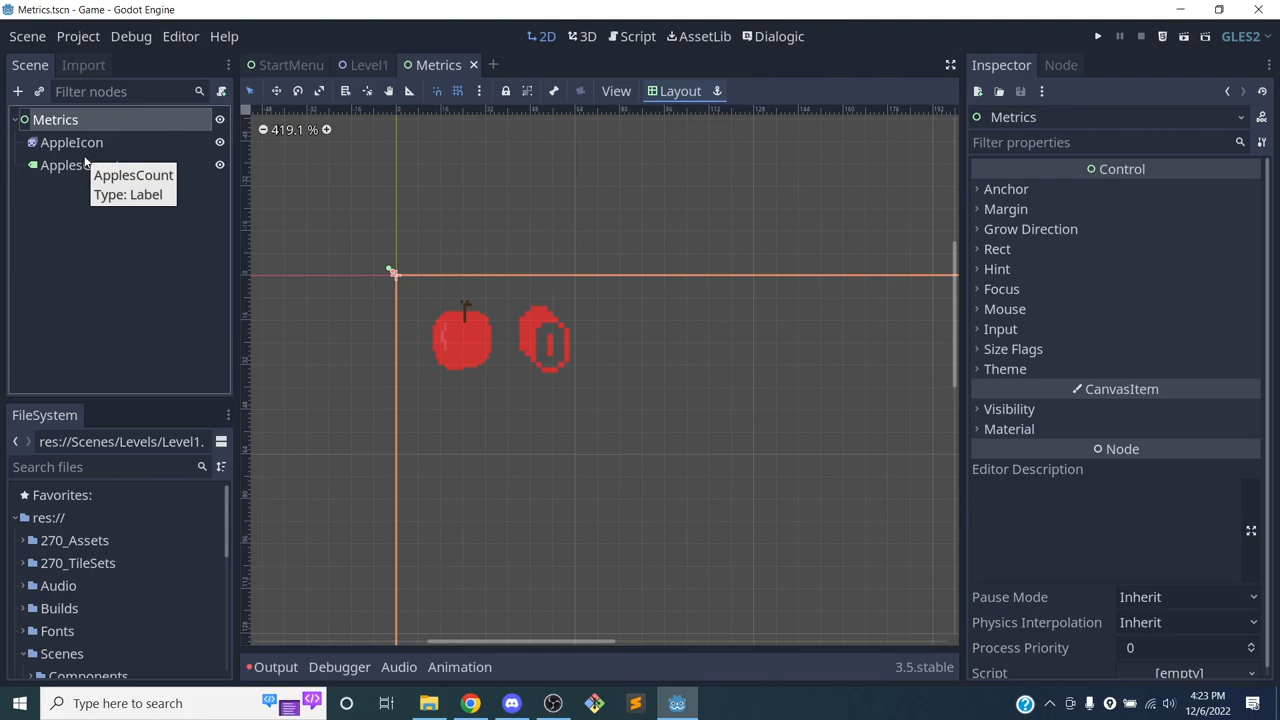 Metrics.tscn - Godot Engine
Scene Project Debug Editor Help
2D 3D Script AssetLib Dialogic
GLES2
Scene Import
StartMenu Level1 Metrics
Inspector Node
Filter nodes
View Layout
Metrics
AppleIcon
ApplesCount
Type: Label
419.1 %
0
Metrics
Filter properties
Control
Anchor
Margin
Grow Direction
Rect
Hint
Focus
Mouse
Input
Size Flags
Theme
CanvasItem
Visibility
Material
Node
Editor Description
Pause Mode Inherit
Physics Interpolation Inherit
Process Priority 0
Script [empty]
FileSystem
res://Scenes/Levels/Level1.
Search files
Favorites:
res://
270_Assets
270_TileSets
Audio
Builds
Fonts
Scenes
Components
Output Debugger Audio Animation
3.5.stable
Type here to search
4:23 PM
12/6/2022